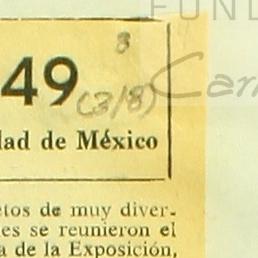 FUND
8
49 (3/8)
Car
dad de México
etos de muy diver-
es se reunieron el
a de la Exposición,